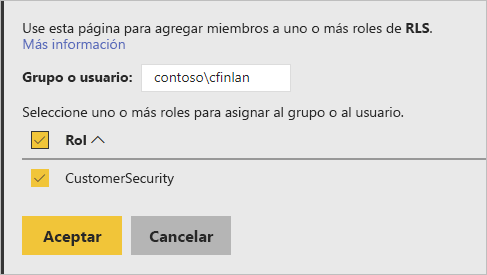 Use esta página para agregar miembros a uno o más roles de RLS.
Más información
Grupo o usuario: contoso\cfinlan
Seleccione uno o más roles para asignar al grupo o al usuario.
Rol
CustomerSecurity
Aceptar Cancelar